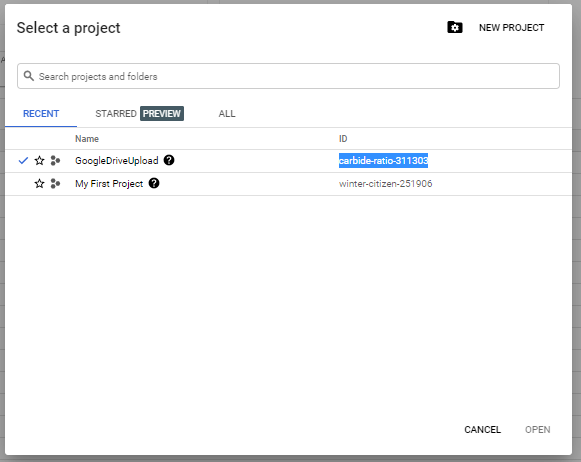 Select a project
NEW PROJECT
Search projects and folders
RECENT STARRED PREVIEW ALL
Name ID
GoogleDriveUpload carbide-ratio-311303
My First Project winter-citizen-251906
CANCEL OPEN